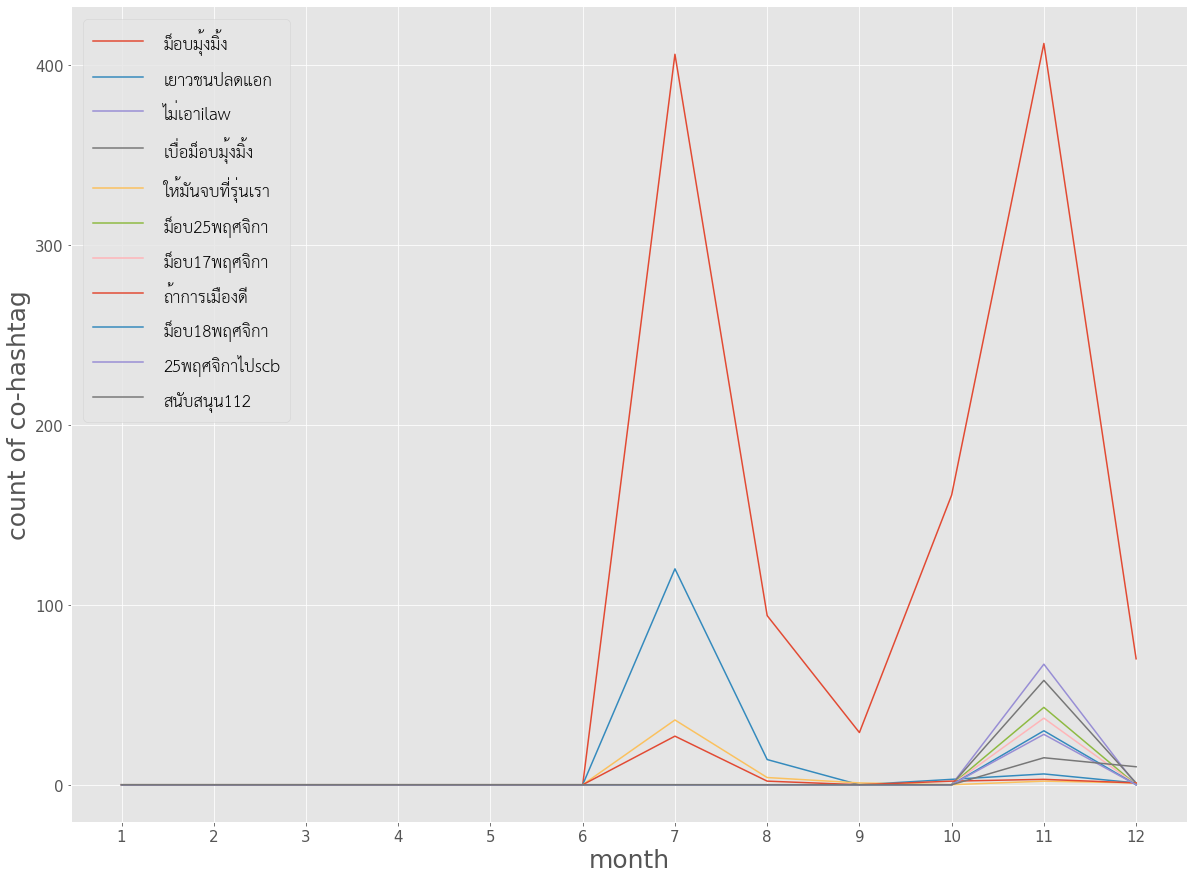 ม็อบมุ้งมิ้ง
เยาวชนปลดแอก
ไม่เอาilaw
เบื่อม็อบมุ้งมิ้ง
ให้มันจบที่รุ่นเรา
ม็อบ25พฤศจิกา
ม็อบ17พฤศจิกา
ถ้าการเมืองดี
ม็อบ18พฤศจิกา
25พฤศจิกาไปscb
สนับสนุน112
400
300
200
100
0
count of co-hashtag
1 2 3 4 5 6 7 8 9 10 11 12
month